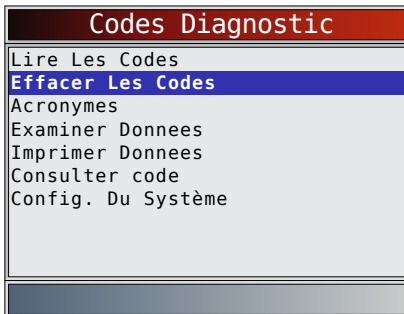 Codes Diagnostic
Lire Les Codes
Effacer Les Codes
Acronymes
Examiner Donnees
Imprimer Donnees
Consulter code
Config. Du Système